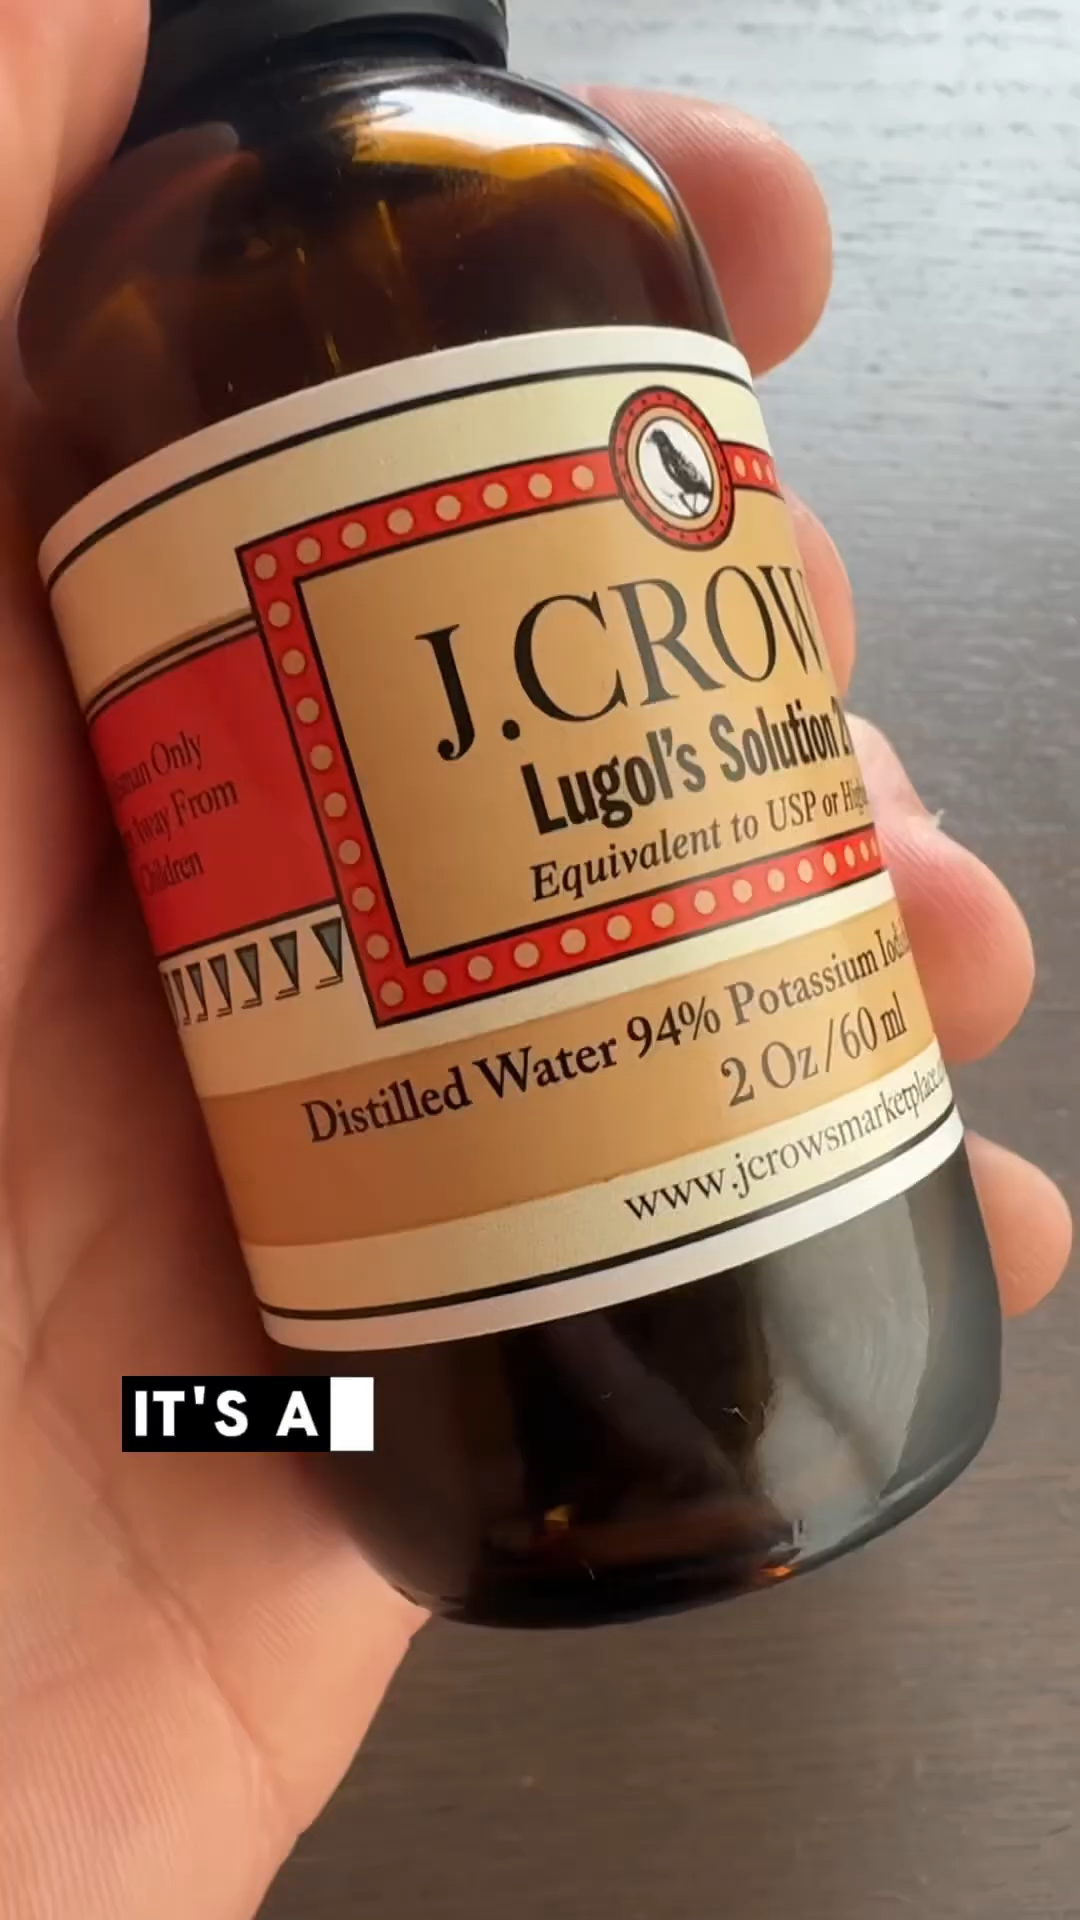 J.CROW
Lugol's Solution 2
Equivalent to USP or
Only
Away From
Children
Distilled Water 94% Potassium
2 Oz/60 ml
www.jcrowsmarketplace.
IT'S A